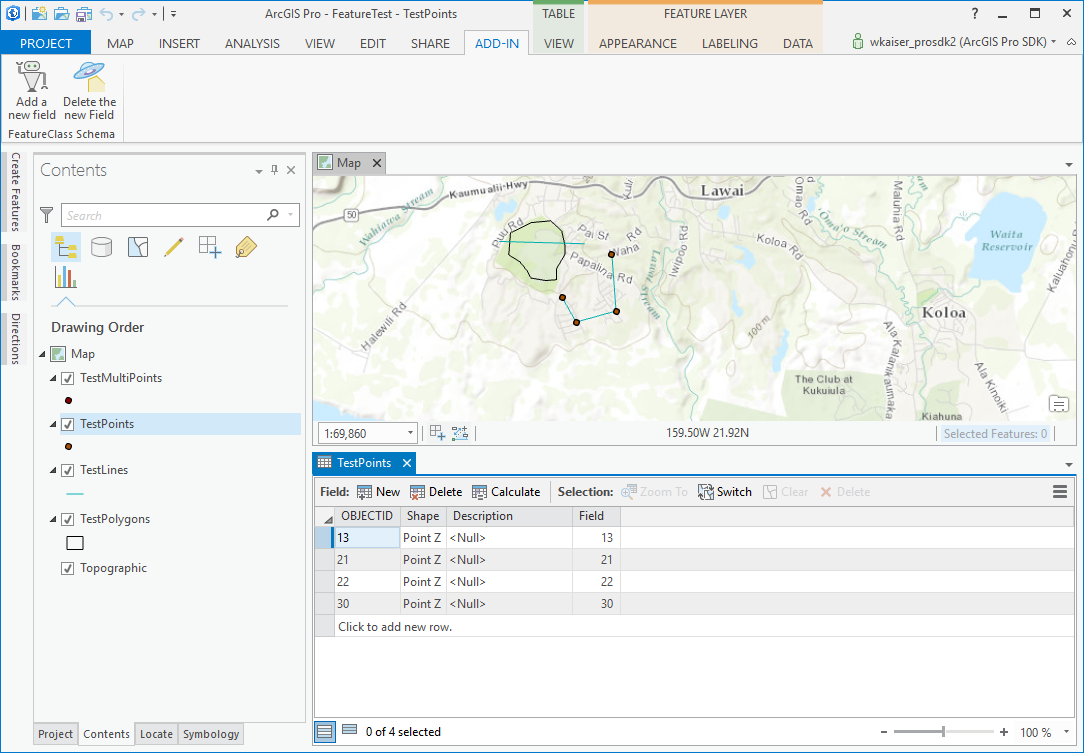 ArcGIS Pro - FeatureTest - TestPoints
TABLE
FEATURE LAYER
?
PROJECT
MAP
INSERT
ANALYSIS
VIEW
EDIT
SHARE
ADD-IN
VIEW
APPEARANCE
LABELING
DATA
wkaiser_prosdk2 (ArcGIS Pro SDK)
Add a
new field
Delete the
new Field
FeatureClass Schema
Create Features
Bookmarks
Directions
Contents
Search
Drawing Order
Map
TestMultiPoints
TestPoints
TestLines
TestPolygons
Topographic
Project
Contents
Locate
Symbology
Map
Kaumualii-Hwy
50
Wahiawa Stream
Puu Rd
Pai St
Waha Rd
Papalina Rd
Halewili Rd
Lawai
Lawai Stream
Iwipoo Rd
Omao Rd
Omao Stream
Koloa Rd
Maluhia Rd
Waita
Reservoir
Kaluahonu
Koloa
100 m
Ala Kalanikaumaka
Ala Kinoiki
The Club at
Kukuiula
Kiahuna
1:69,860
159.50W 21.92N
Selected Features: 0
TestPoints
Field: New Delete Calculate Selection: Zoom To Switch Clear Delete
OBJECTID Shape Description Field
13 Point Z <Null> 13
21 Point Z <Null> 21
22 Point Z <Null> 22
30 Point Z <Null> 30
Click to add new row.
0 of 4 selected
100 %